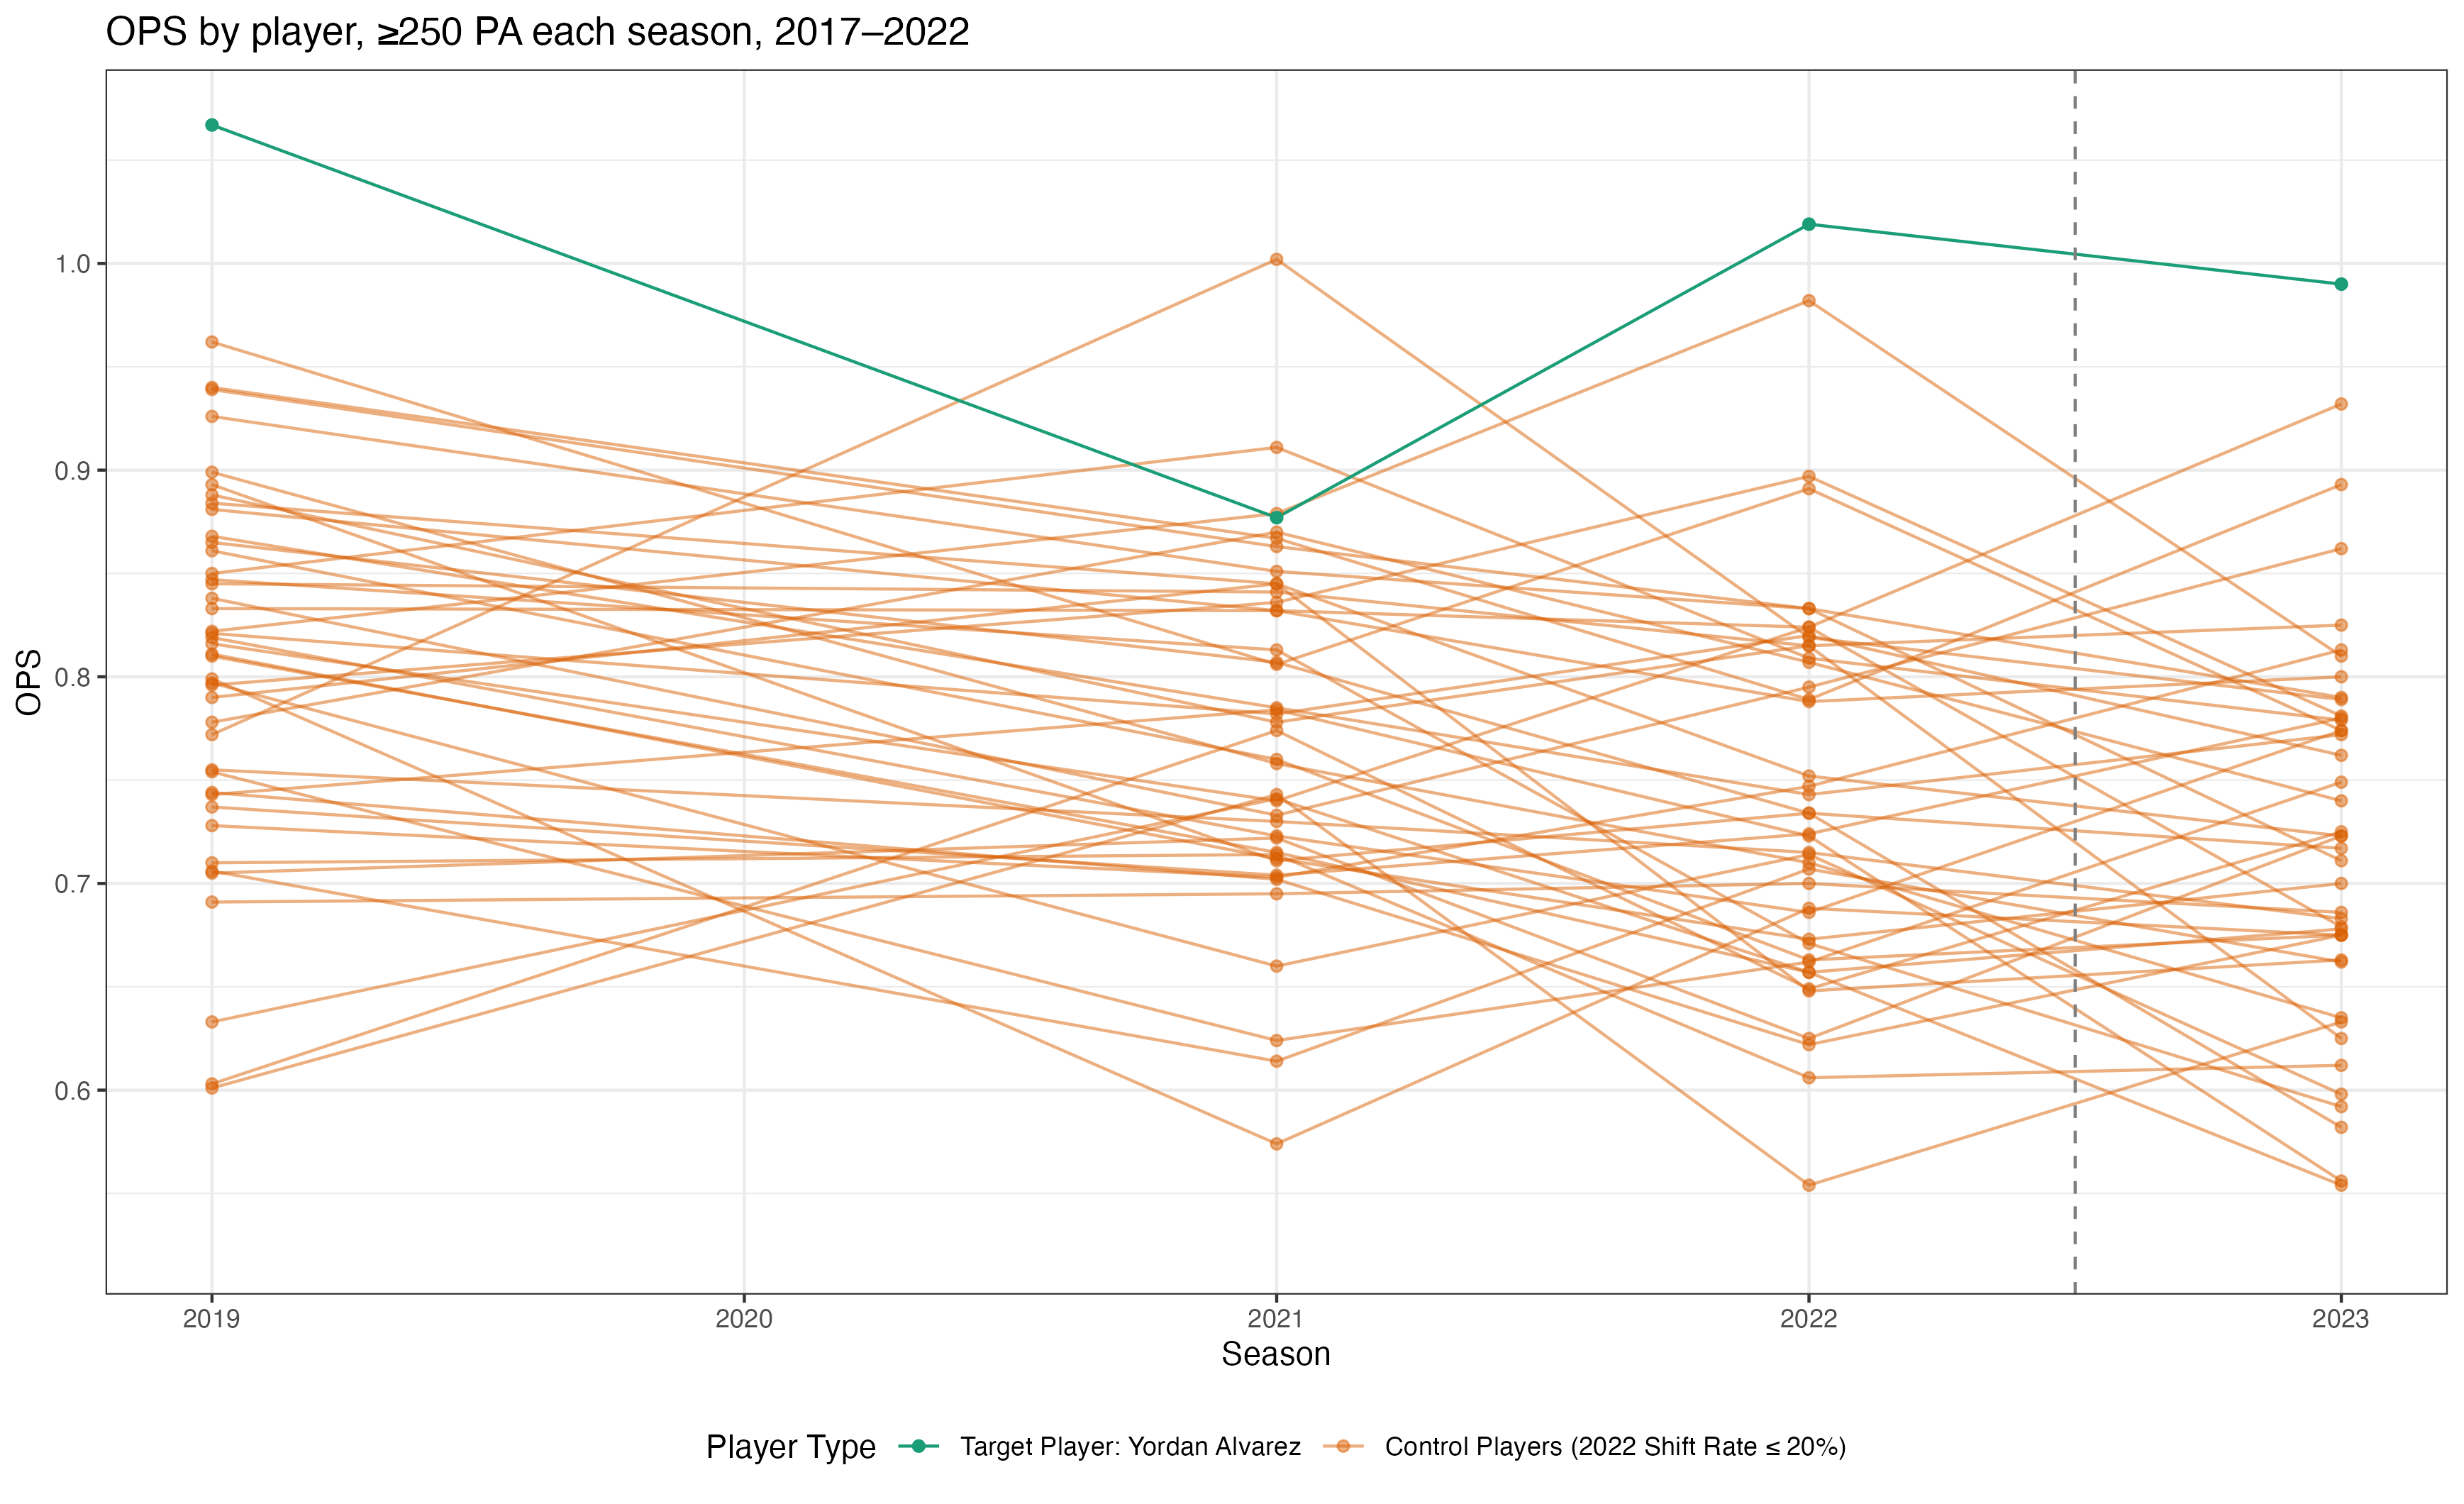 OPS by player, ≥250 PA each season, 2017–2022
OPS
1.0
0.9
0.8
0.7
0.6
2019 2020 2021 2022 2023
Season
Player Type Target Player: Yordan Alvarez Control Players (2022 Shift Rate ≤ 20%)